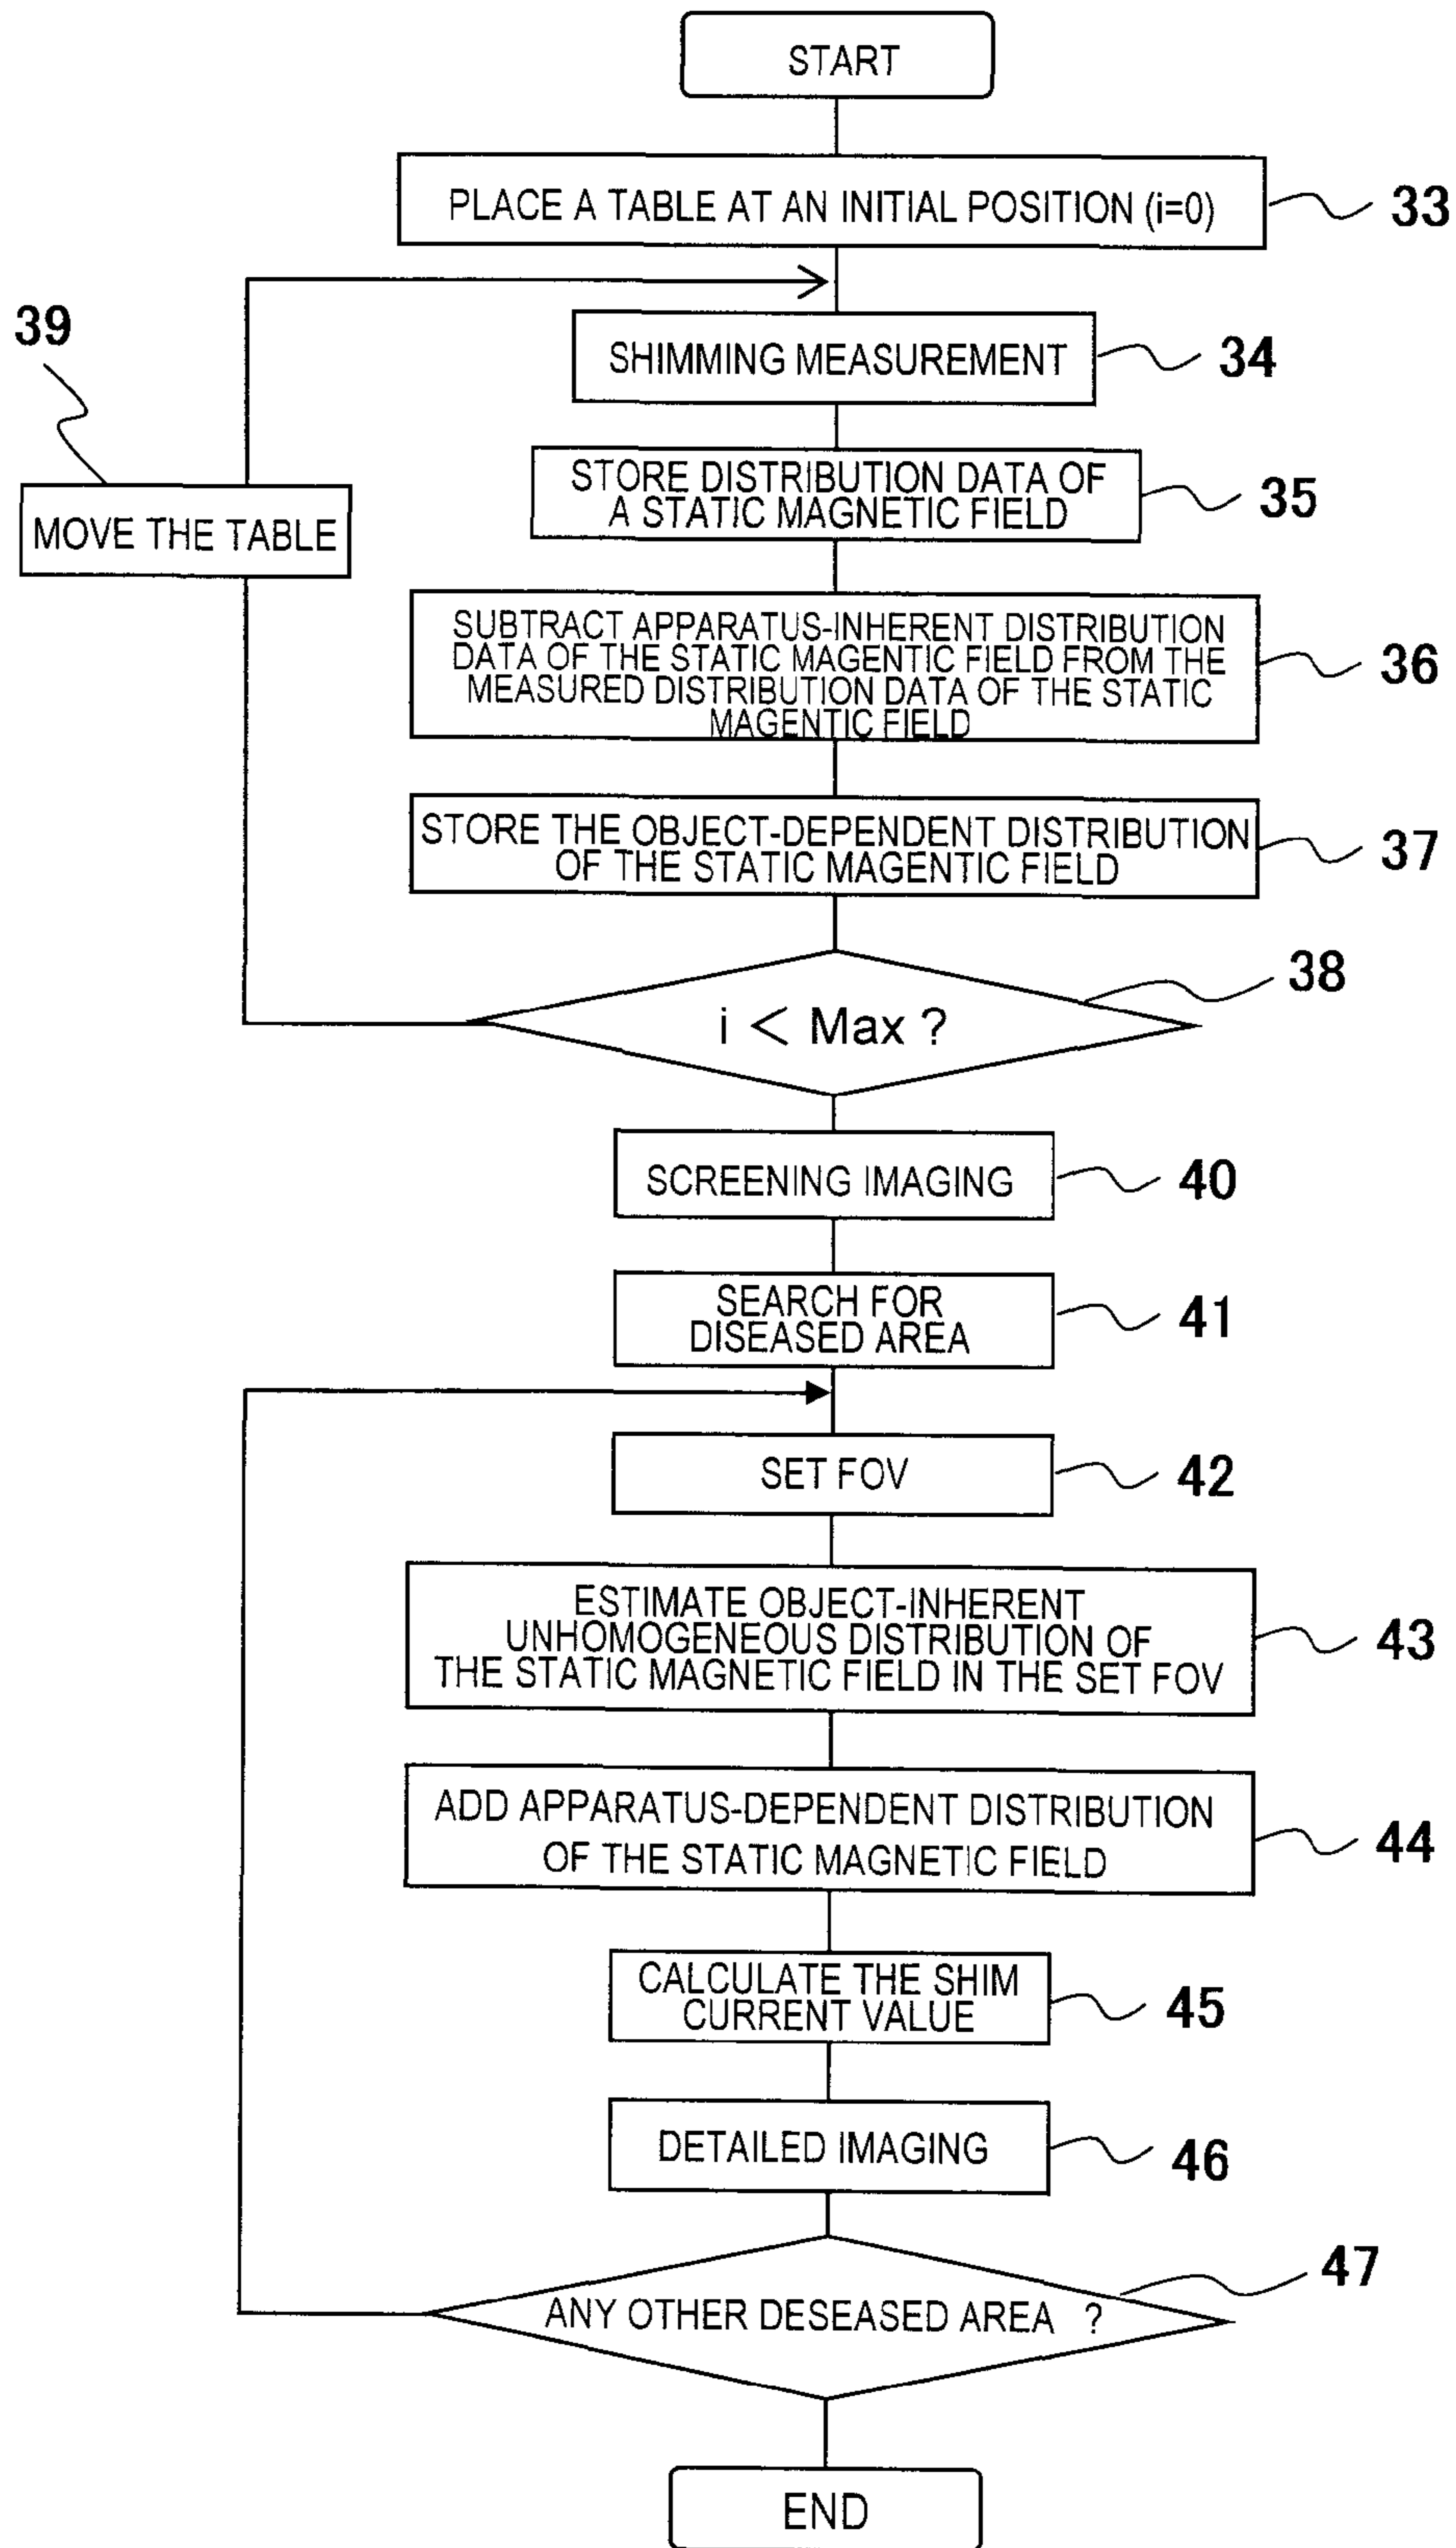 START
PLACE A TABLE AT AN INITIAL POSITION (i=0)
33
39
SHIMMING MEASUREMENT
34
STORE DISTRIBUTION DATA OF
A STATIC MAGNETIC FIELD
35
MOVE THE TABLE
SUBTRACT APPARATUS-INHERENT DISTRIBUTION
DATA OF THE STATIC MAGENTIC FIELD FROM THE
MEASURED DISTRIBUTION DATA OF THE STATIC
MAGENTIC FIELD
36
STORE THE OBJECT-DEPENDENT DISTRIBUTION
OF THE STATIC MAGENTIC FIELD
37
i < Max ?
38
SCREENING IMAGING
40
SEARCH FOR
DISEASED AREA
41
SET FOV
42
ESTIMATE OBJECT-INHERENT
UNHOMOGENEOUS DISTRIBUTION OF
THE STATIC MAGNETIC FIELD IN THE SET FOV
43
ADD APPARATUS-DEPENDENT DISTRIBUTION
OF THE STATIC MAGNETIC FIELD
44
CALCULATE THE SHIM
CURRENT VALUE
45
DETAILED IMAGING
46
ANY OTHER DESEASED AREA ?
47
END